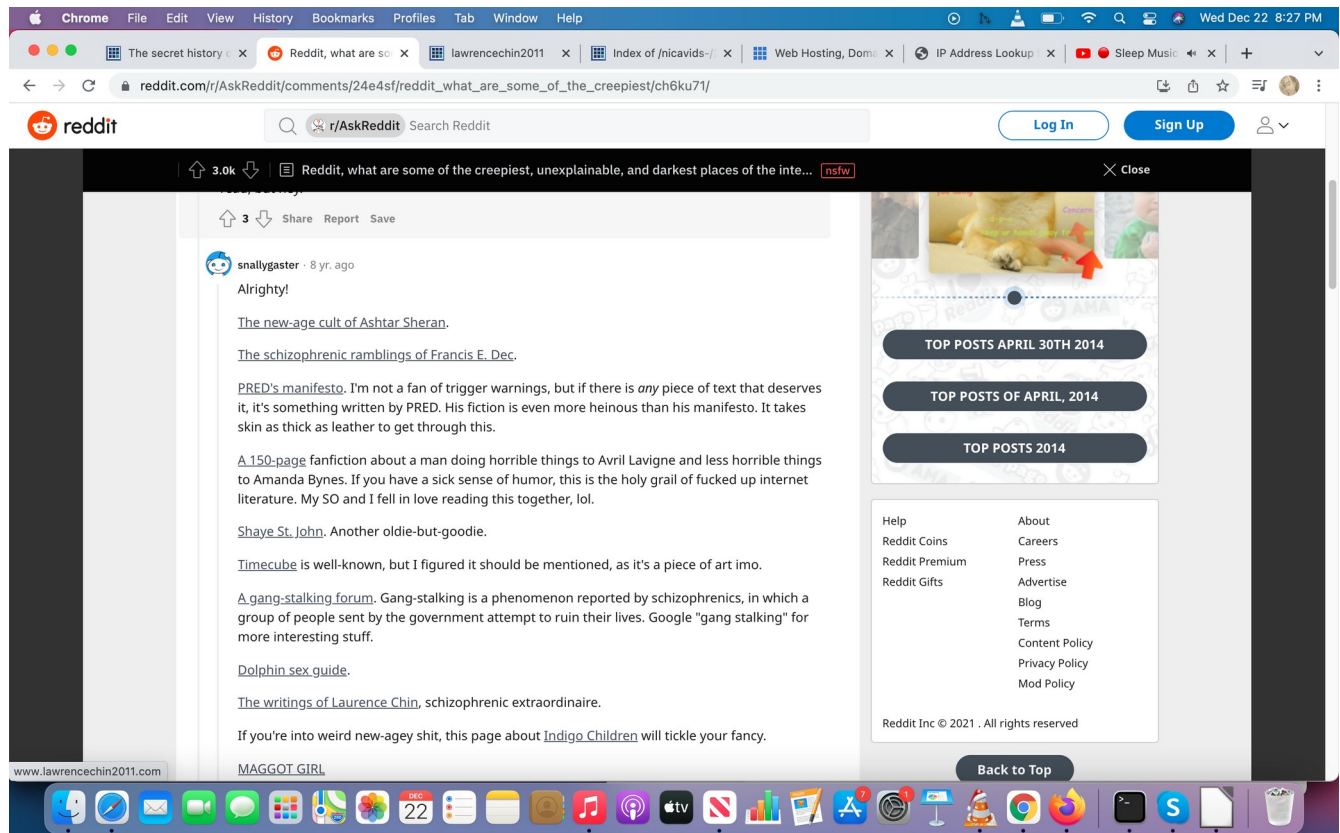 Chrome File Edit View History Bookmarks Profiles Tab Window Help Wed Dec 22 8:27 PM
The secret history Reddit, what are so lawrencechin2011 Index of /nicavids-/ Web Hosting, Dom IP Address Lookup Sleep Music
reddit.com/r/AskReddit/comments/24e4sf/reddit_what_are_some_of_the_creepiest/ch6ku71/
reddit r/AskReddit Search Reddit Log In Sign Up
3.0k Reddit, what are some of the creepiest, unexplainable, and darkest places of the inte... nsfw Close
read, but hey!
3 Share Report Save
snallygaster · 8 yr. ago
Alrighty!
The new-age cult of Ashtar Sheran.
The schizophrenic ramblings of Francis E. Dec.
PRED's manifesto. I'm not a fan of trigger warnings, but if there is any piece of text that deserves
it, it's something written by PRED. His fiction is even more heinous than his manifesto. It takes
skin as thick as leather to get through this.
A 150-page fanfiction about a man doing horrible things to Avril Lavigne and less horrible things
to Amanda Bynes. If you have a sick sense of humor, this is the holy grail of fucked up internet
literature. My SO and I fell in love reading this together, lol.
Shaye St. John. Another oldie-but-goodie.
Timecube is well-known, but I figured it should be mentioned, as it's a piece of art imo.
A gang-stalking forum. Gang-stalking is a phenomenon reported by schizophrenics, in which a
group of people sent by the government attempt to ruin their lives. Google "gang stalking" for
more interesting stuff.
Dolphin sex guide.
The writings of Laurence Chin, schizophrenic extraordinaire.
If you're into weird new-agey shit, this page about Indigo Children will tickle your fancy.
MAGGOT GIRL
www.lawrencechin2011.com
Concern
TOP POSTS APRIL 30TH 2014
TOP POSTS OF APRIL, 2014
TOP POSTS 2014
Help About
Reddit Coins Careers
Reddit Premium Press
Reddit Gifts Advertise
Blog
Terms
Content Policy
Privacy Policy
Mod Policy
Reddit Inc © 2021 . All rights reserved
Back to Top
DEC
22
tv
7
1
S